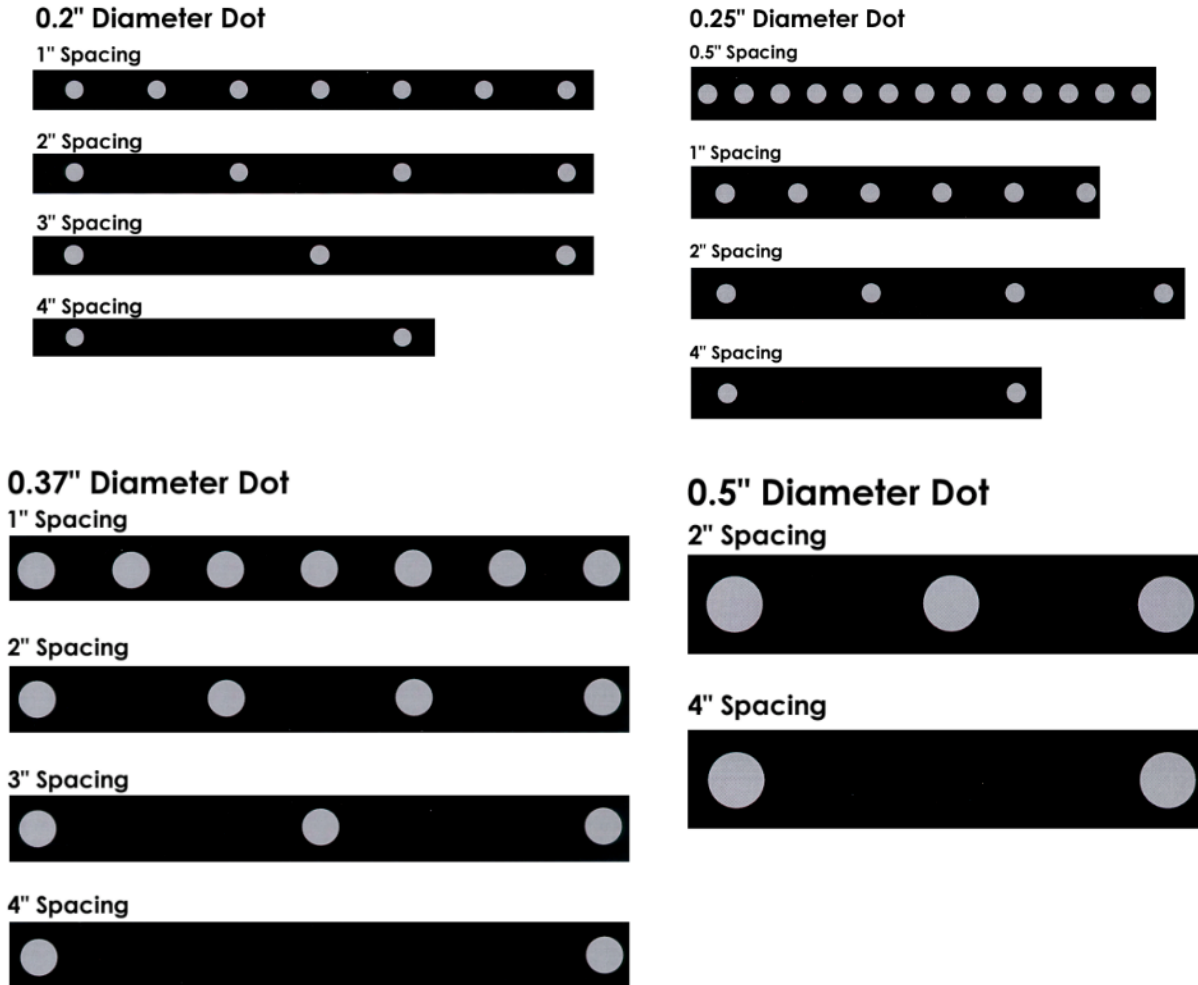 0.2" Diameter Dot
1" Spacing
2" Spacing
3" Spacing
4" Spacing
0.25" Diameter Dot
0.5" Spacing
1" Spacing
2" Spacing
4" Spacing
0.37" Diameter Dot
1" Spacing
2" Spacing
3" Spacing
4" Spacing
0.5" Diameter Dot
2" Spacing
4" Spacing